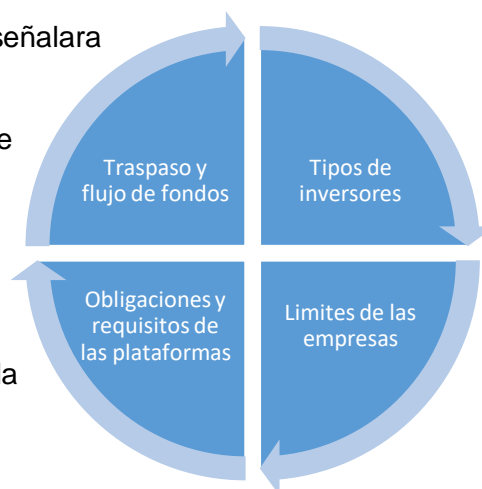 señalara
e
la
Traspaso y
flujo de fondos
Tipos de
inversores
Obligaciones y
requisitos de
las plataformas
Limites de las
empresas